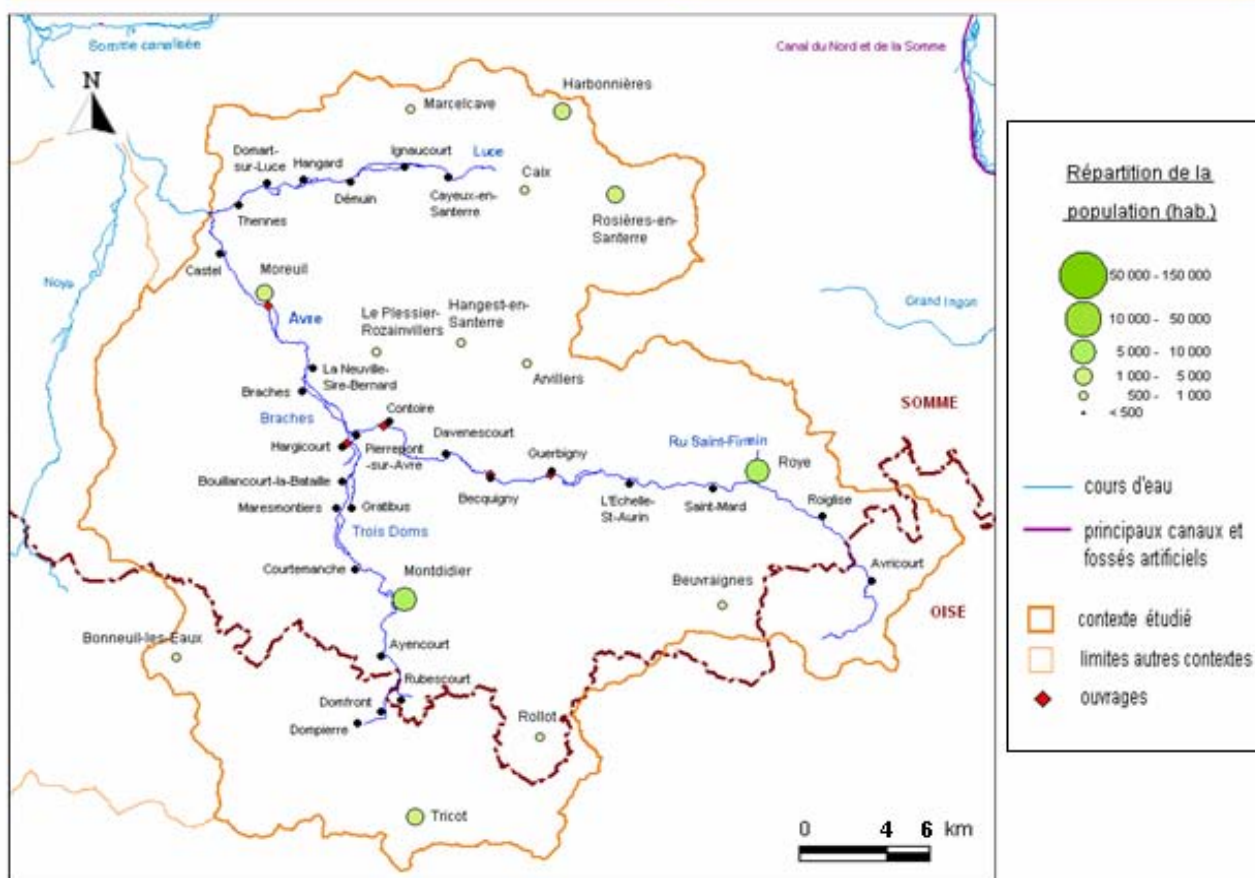 Somme canalisée
Canal du Nord et de la Somme
N
Marcelcave
Harbonnières
Domart-
sur-Luce
Hangard
Ignaucourt
Luce
Démuin
Cayeux-en-
Santerre
Caix
Rosières-en-
Santerre
Thennes
Castel
Noye
Moreuil
Avre
Le Plessier-
Rozainvillers
Hangest-en-
Santerre
Arvillers
Grand Ingon
La Neuville-
Sire-Bernard
Braches
Braches
Contoire
Hargicourt
Pierrepont
-sur-Avre
Davenescourt
Becquigny
Guerbigny
L'Echelle-
St-Aurin
Saint-Mard
Ru Saint-Firmin
Roye
Roiglise
SOMME
Bouillancourt-la-Bataille
Maresmontiers
Gratibus
Trois Doms
Courtemanche
Montdidier
Beuvraignes
Avricourt
OISE
Bonneuil-les-Eaux
Ayencourt
Rubescourt
Domfront
Dompierre
Rollot
Tricot
0 4 6 km
Répartition de la
population (hab.)
50 000 - 150 000
10 000 - 50 000
5 000 - 10 000
1 000 - 5 000
500 - 1 000
< 500
cours d'eau
principaux canaux et
fossés artificiels
contexte étudié
limites autres contextes
ouvrages